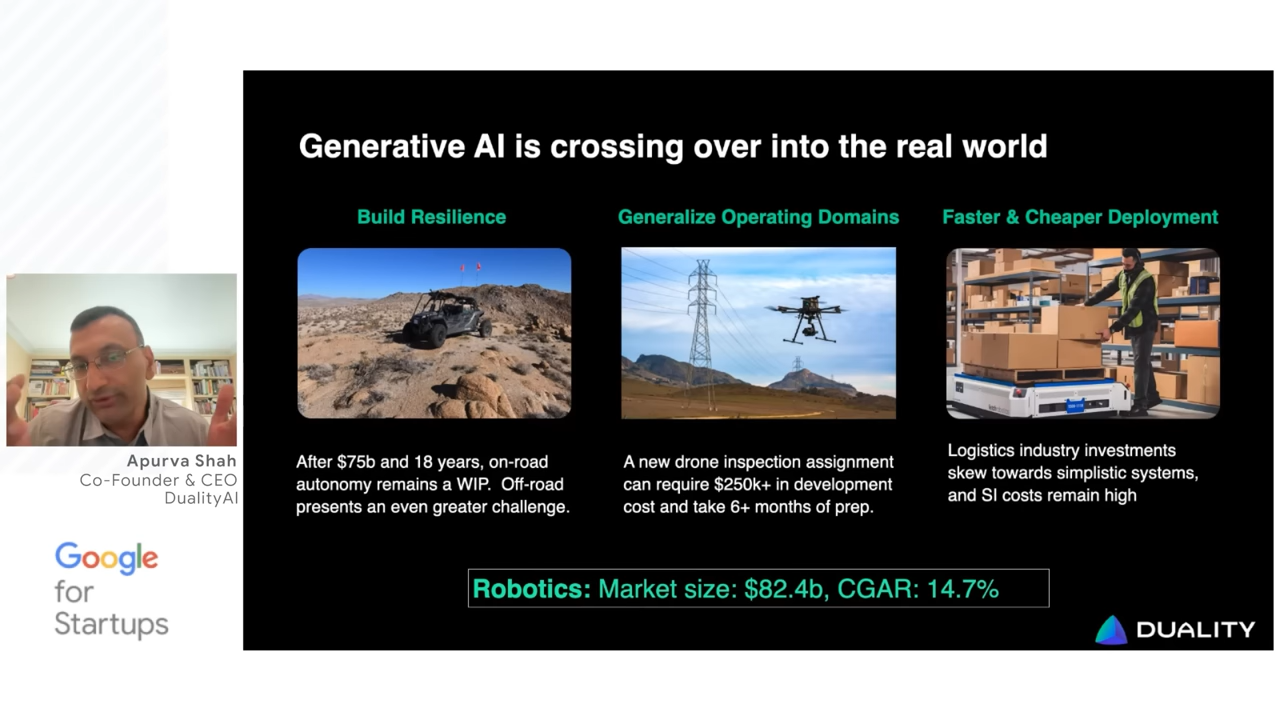 Generative AI is crossing over into the real world
Build Resilience
Generalize Operating Domains
Faster & Cheaper Deployment
After $75b and 18 years, on-road
autonomy remains a WIP. Off-road
presents an even greater challenge.
A new drone inspection assignment
can require $250k+ in development
cost and take 6+ months of prep.
Logistics industry investments
skew towards simplistic systems,
and SI costs remain high
Robotics: Market size: $82.4b, CGAR: 14.7%
DUALITY
Apurva Shah
Co-Founder & CEO
DualityAI
Google
for
Startups